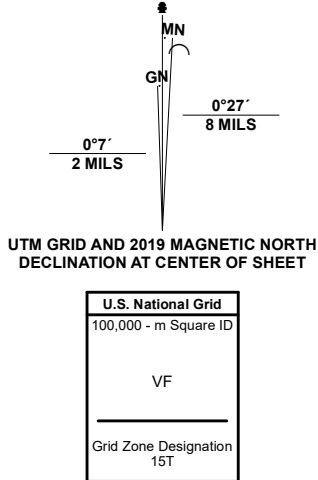 MN
GN
0°27´
8 MILS
0°7´
2 MILS
UTM GRID AND 2019 MAGNETIC NORTH
DECLINATION AT CENTER OF SHEET
U.S. National Grid
100,000 - m Square ID
VF
Grid Zone Designation
15T